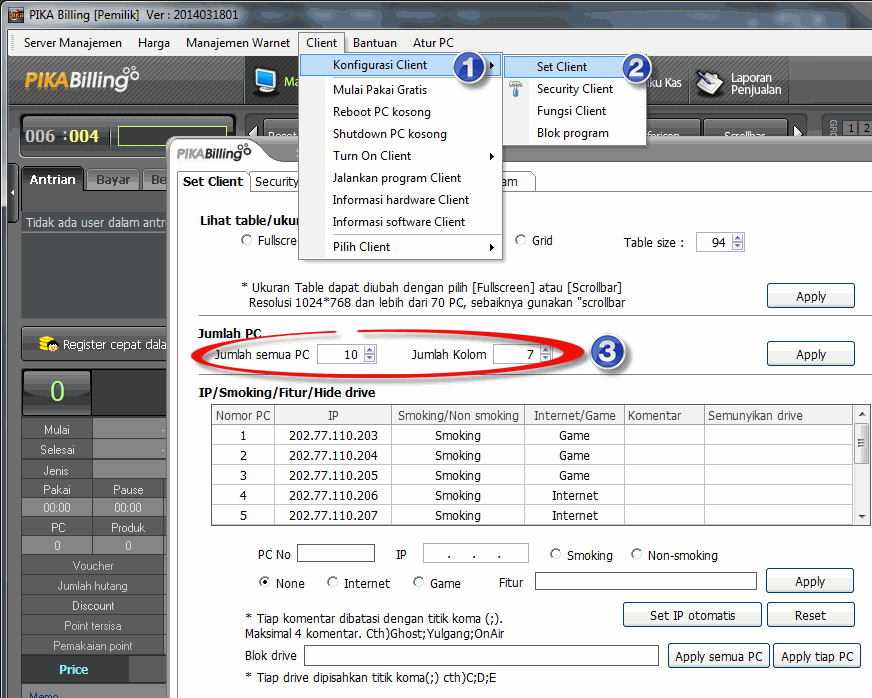 PIKA Billing [Pemilik] Ver : 2014031801
Server Manajemen Harga Manajemen Warnet Client Bantuan Atur PC
PIKABilling Ma
Konfigurasi Client 1 Set Client 2
Mulai Pakai Gratis Security Client
Reboot PC kosong Fungsi Client
Shutdown PC kosong Blok program
Turn On Client
Jalankan program Client
Informasi hardware Client
Informasi software Client
Pilih Client
ku Kas Laporan
Penjualan
006 :004
Scrollbar 1 2
PIKABilling
Antrian Bayar Be
Tidak ada user dalam antr
Set Client Security am
Lihat table/uku
Fullscre Grid Table size : 94
* Ukuran Table dapat diubah dengan pilih [Fullscreen] atau [Scrollbar]
Resolusi 1024*768 dan lebih dari 70 PC, sebaiknya gunakan "scrollbar
Apply
Jumlah PC
Jumlah semua PC 10 Jumlah Kolom 7 3 Apply
Register cepat dala
IP/Smoking/Fitur/Hide drive
Nomor PC IP Smoking/Non smoking Internet/Game Komentar Semunyikan drive
1 202.77.110.203 Smoking Game
2 202.77.110.204 Smoking Game
3 202.77.110.205 Smoking Game
4 202.77.110.206 Smoking Internet
5 202.77.110.207 Smoking Internet
0
Mulai -
Selesai -
Jenis
Pakai Pause
00:00 00:00
PC Produk
0 0
Voucher
Jumlah hutang
Discount
Point tersisa
Pemakaian point
Price
Memo
PC No IP . . . Smoking Non-smoking
None Internet Game Fitur Apply
* Tiap komentar dibatasi dengan titik koma (;).
Maksimal 4 komentar. Cth)Ghost;Yulgang;OnAir
Set IP otomatis Reset
Blok drive Apply semua PC Apply tiap PC
* Tiap drive dipisahkan titik koma(;) cth)C;D;E